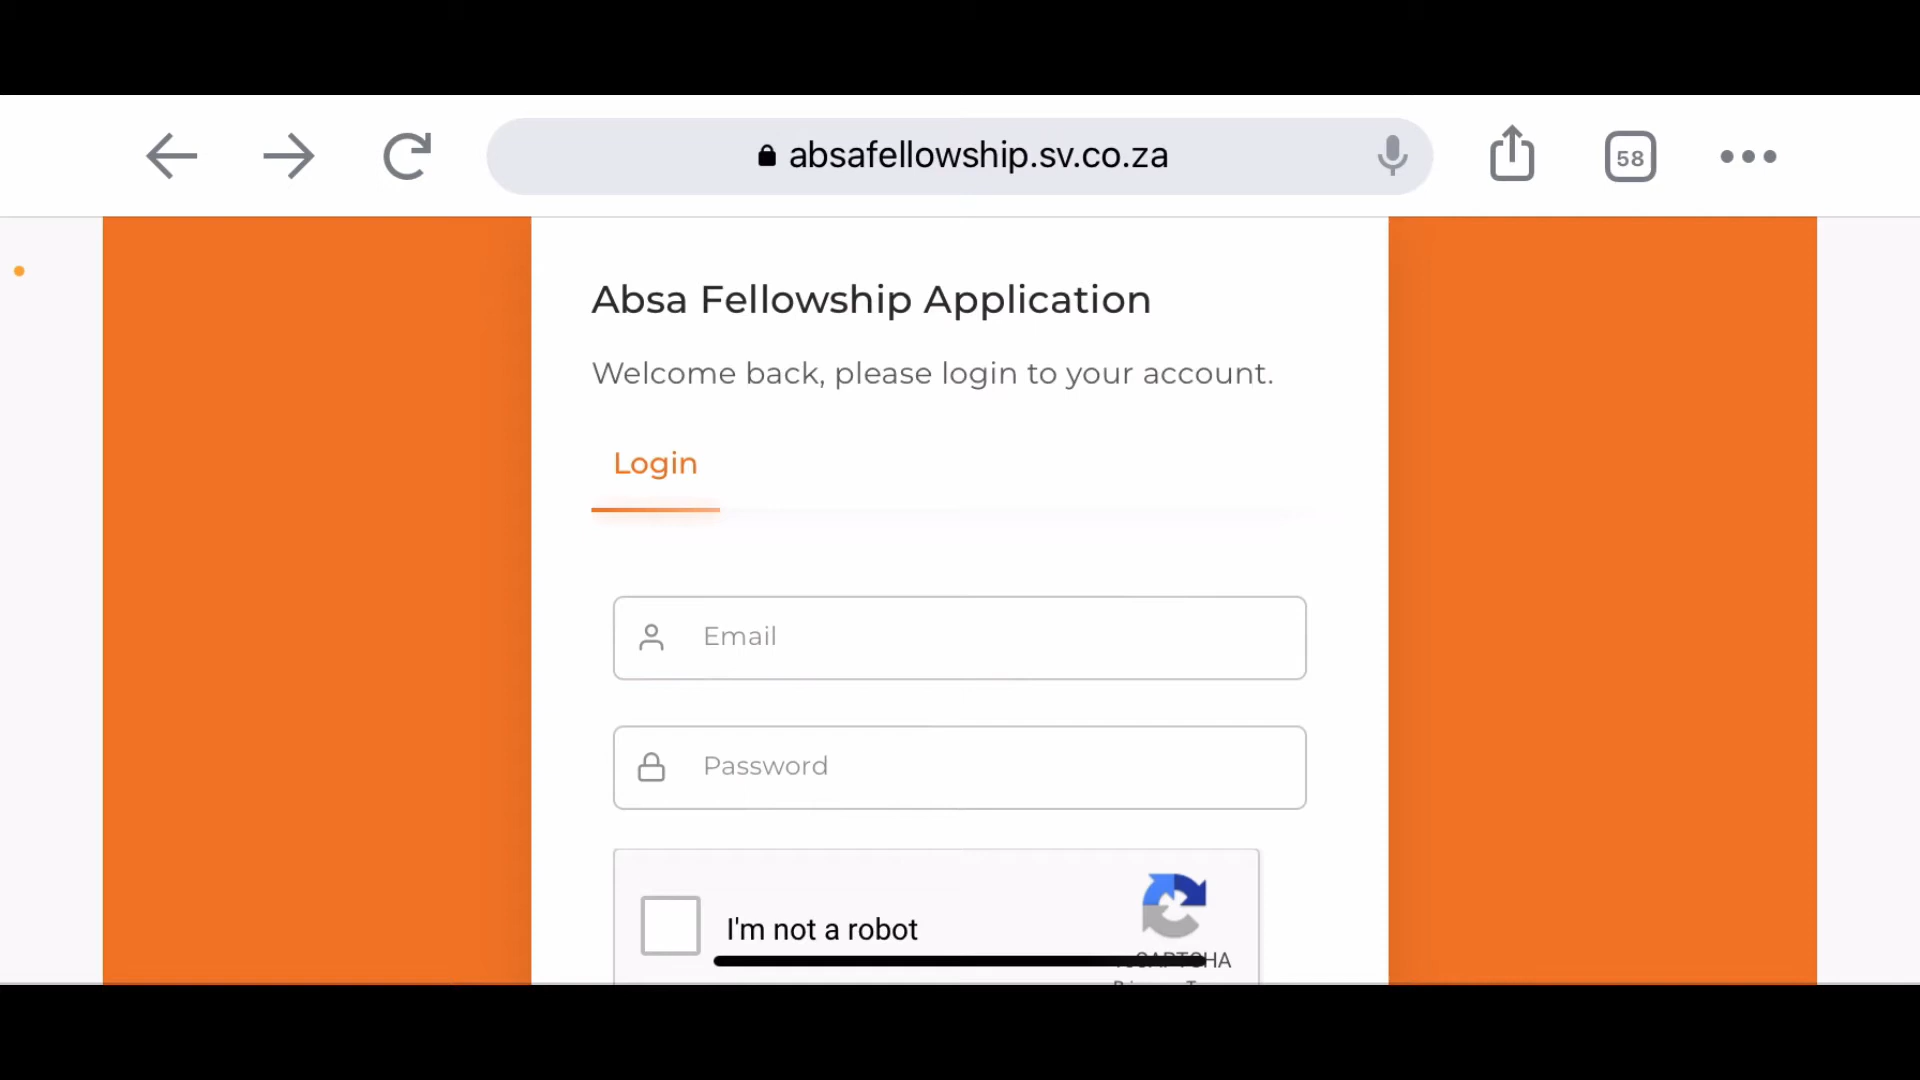 absafellowship.sv.co.za
58
Absa Fellowship Application
Welcome back, please login to your account.
Login
Email
Password
I'm not a robot